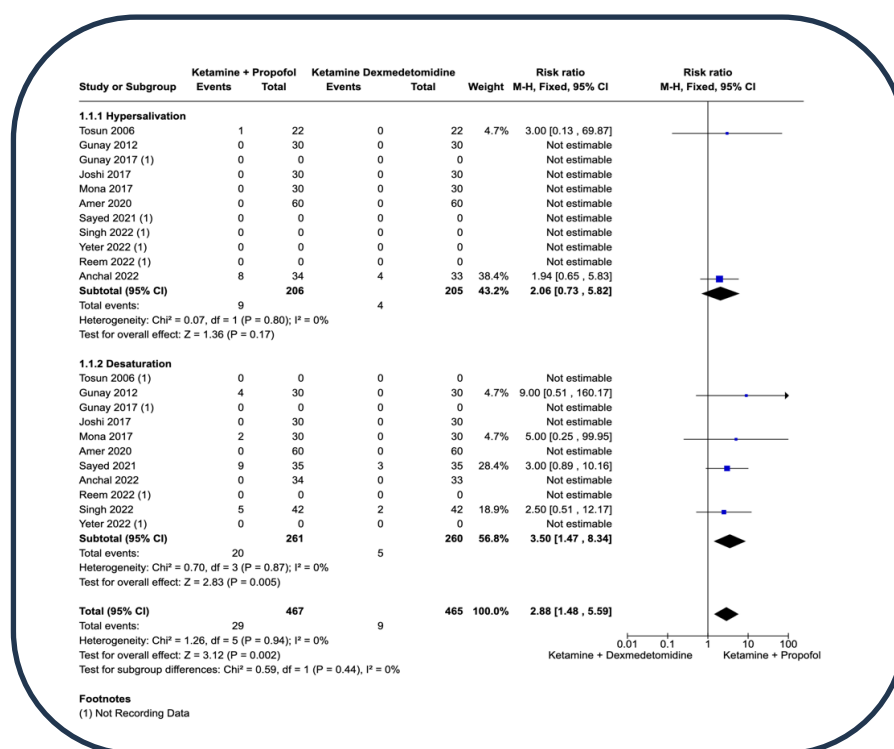 Ketamine + Propofol Ketamine Dexmedetomidine Risk ratio Risk ratio
Study or Subgroup Events Total Events Total Weight M-H, Fixed, 95% CI M-H, Fixed, 95% CI
1.1.1 Hypersalivation
Tosun 2006 1 22 0 22 4.7% 3.00 [0.13 , 69.87]
Gunay 2012 0 30 0 30 Not estimable
Gunay 2017 (1) 0 0 0 0 Not estimable
Joshi 2017 0 30 0 30 Not estimable
Mona 2017 0 30 0 30 Not estimable
Amer 2020 0 60 0 60 Not estimable
Sayed 2021 (1) 0 0 0 0 Not estimable
Singh 2022 (1) 0 0 0 0 Not estimable
Yeter 2022 (1) 0 0 0 0 Not estimable
Reem 2022 (1) 0 0 0 0 Not estimable
Anchal 2022 8 34 4 33 38.4% 1.94 [0.65 , 5.83]
Subtotal (95% CI) 206 205 43.2% 2.06 [0.73 , 5.82]
Total events: 9 4
Heterogeneity: Chi² = 0.07, df = 1 (P = 0.80); I² = 0%
Test for overall effect: Z = 1.36 (P = 0.17)
1.1.2 Desaturation
Tosun 2006 (1) 0 0 0 0 Not estimable
Gunay 2012 4 30 0 30 4.7% 9.00 [0.51 , 160.17]
Gunay 2017 (1) 0 0 0 0 Not estimable
Joshi 2017 0 30 0 30 Not estimable
Mona 2017 2 30 0 30 4.7% 5.00 [0.25 , 99.95]
Amer 2020 0 60 0 60 Not estimable
Sayed 2021 9 35 3 35 28.4% 3.00 [0.89 , 10.16]
Anchal 2022 0 34 0 33 Not estimable
Reem 2022 (1) 0 0 0 0 Not estimable
Singh 2022 5 42 2 42 18.9% 2.50 [0.51 , 12.17]
Yeter 2022 (1) 0 0 0 0 Not estimable
Subtotal (95% CI) 261 260 56.8% 3.50 [1.47 , 8.34]
Total events: 20 5
Heterogeneity: Chi² = 0.70, df = 3 (P = 0.87); I² = 0%
Test for overall effect: Z = 2.83 (P = 0.005)
Total (95% CI) 467 465 100.0% 2.88 [1.48 , 5.59]
Total events: 29 9
Heterogeneity: Chi² = 1.26, df = 5 (P = 0.94); I² = 0%
Test for overall effect: Z = 3.12 (P = 0.002)
Test for subgroup differences: Chi² = 0.59, df = 1 (P = 0.44), I² = 0%
0.01 0.1 1 10 100
Ketamine + Dexmedetomidine Ketamine + Propofol
Footnotes
(1) Not Recording Data